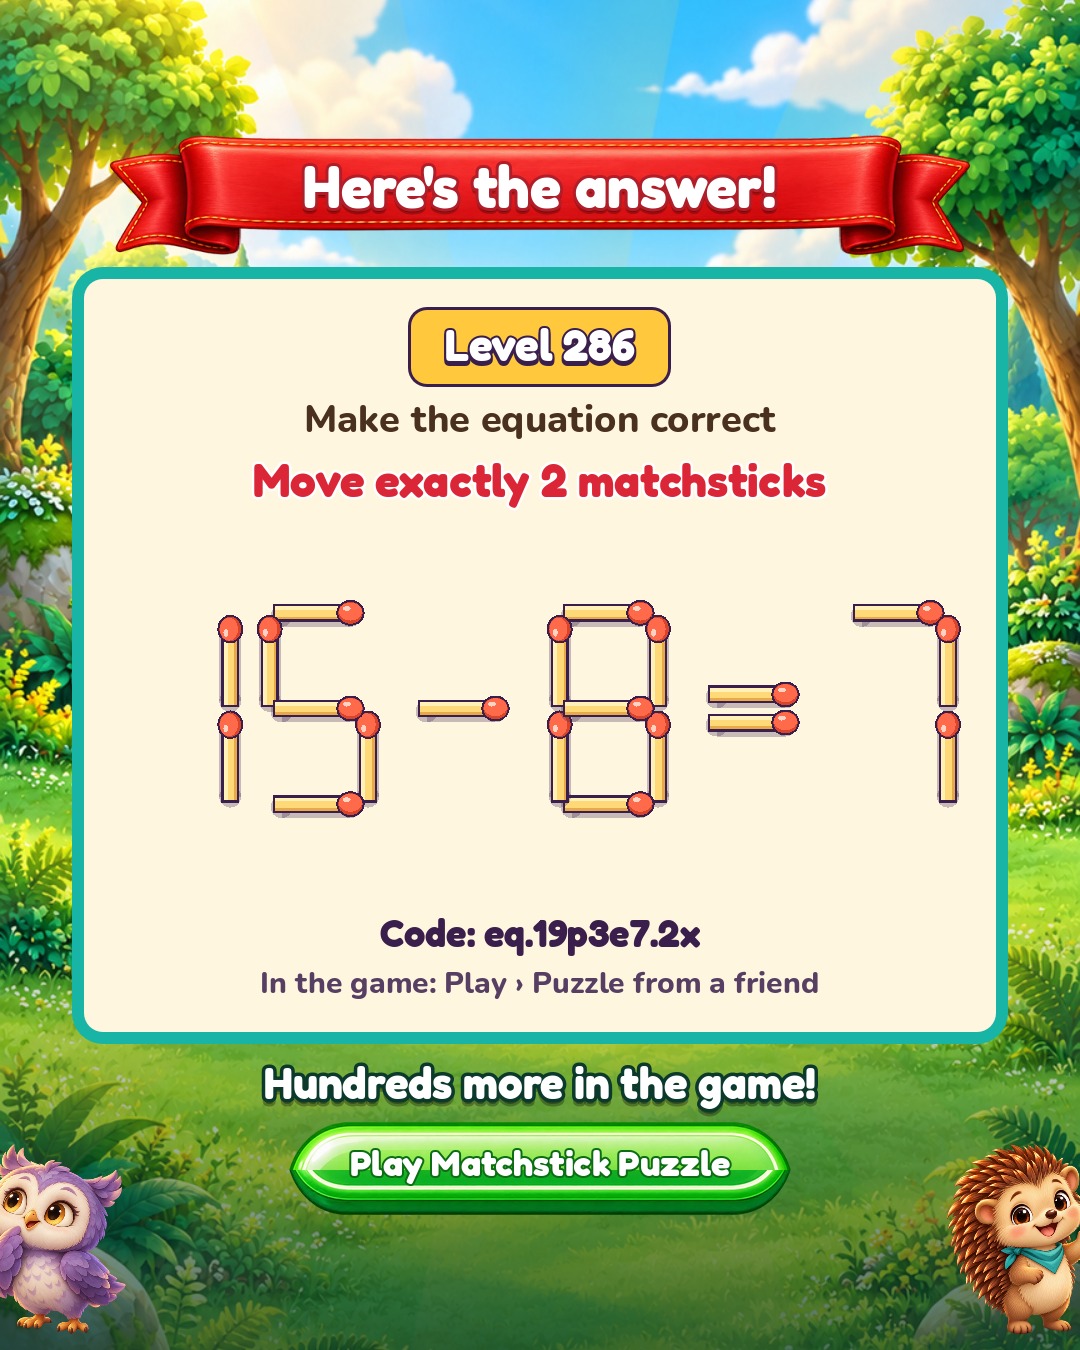 Here's the answer!
Level 286
Make the equation correct
Move exactly 2 matchsticks
15-8=7
Code: eq.19p3e7.2x
In the game: Play › Puzzle from a friend
Hundreds more in the game!
Play Matchstick Puzzle